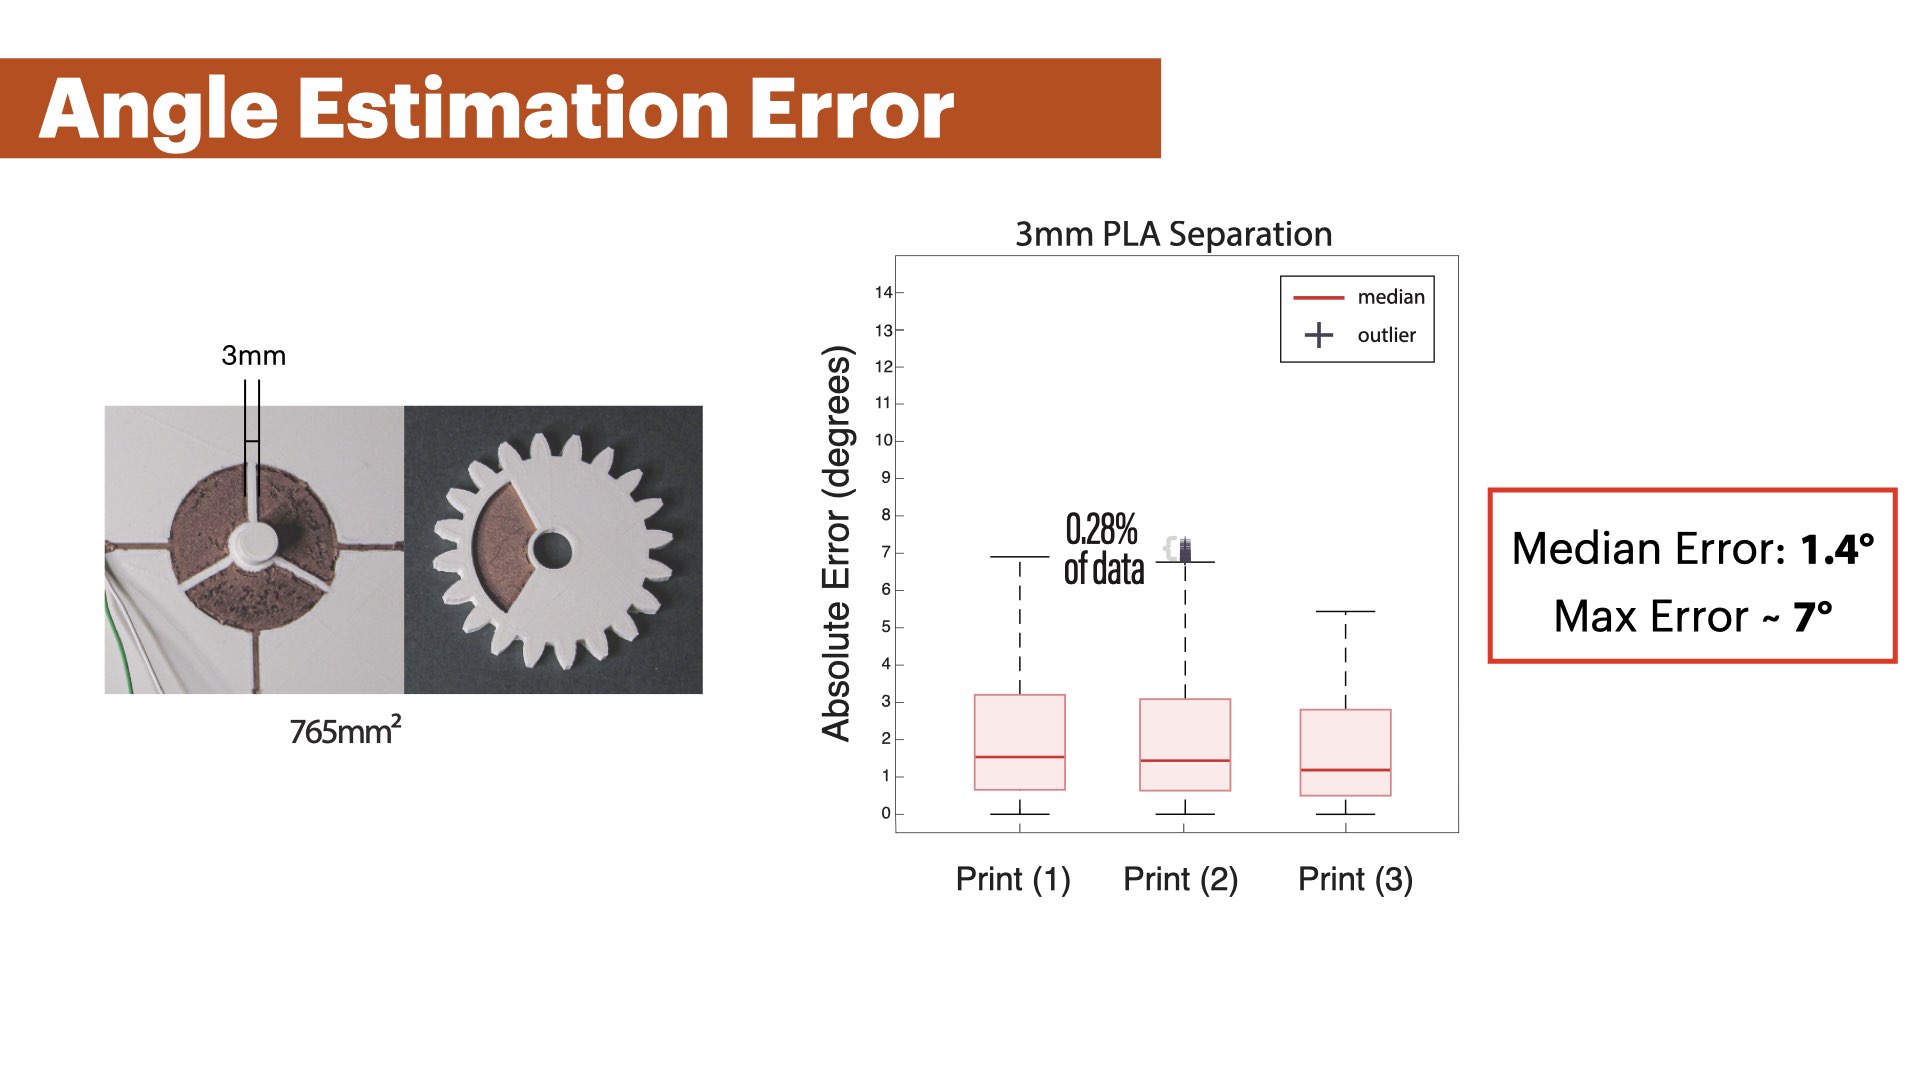 Angle Estimation Error
3mm
765mm²
3mm PLA Separation
median
outlier
Absolute Error (degrees)
14
13
12
11
10
9
8
7
6
5
4
3
2
1
0
0.28%
of data
Print (1)
Print (2)
Print (3)
Median Error: 1.4°
Max Error ~ 7°